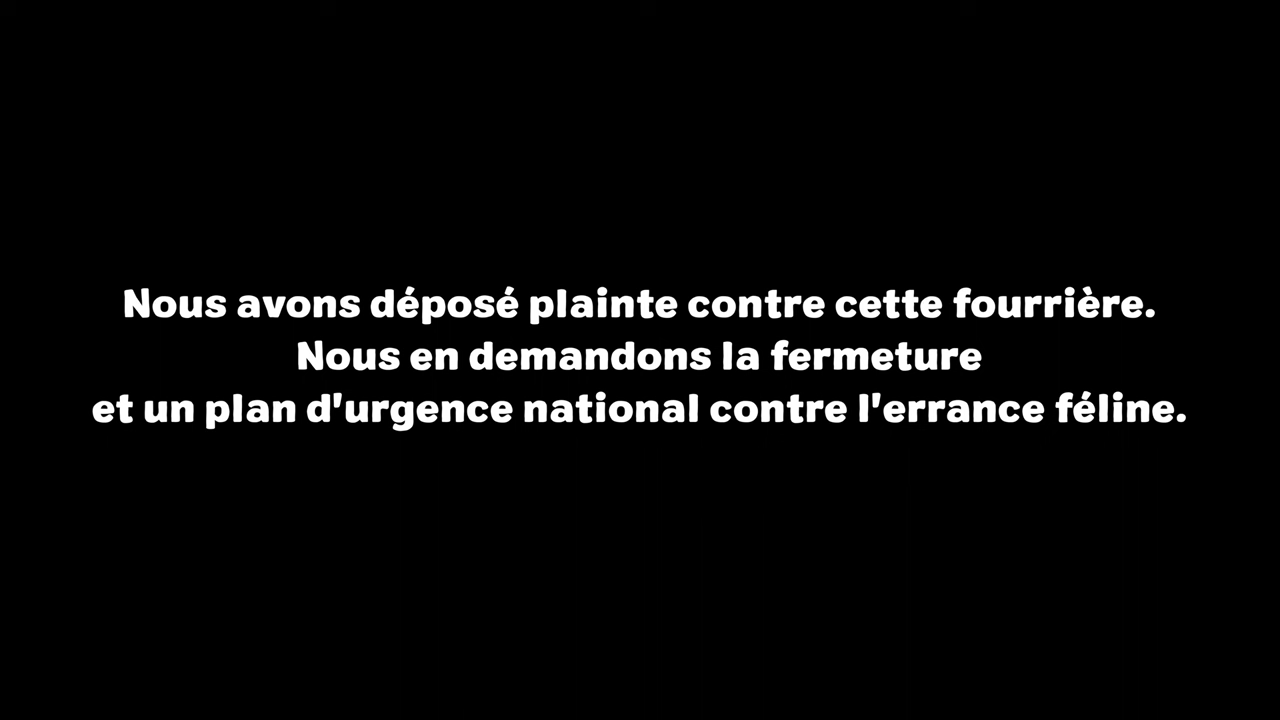 Nous avons déposé plainte contre cette fourrière.
Nous en demandons la fermeture
et un plan d'urgence national contre l'errance féline.